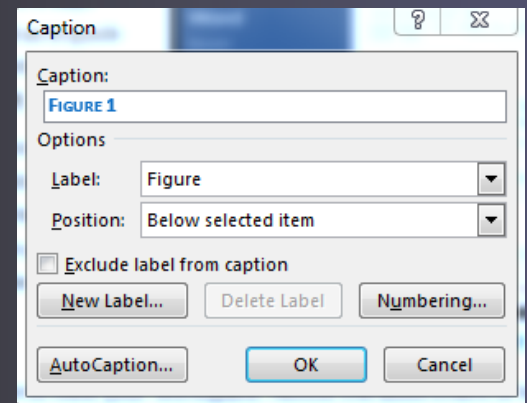 Caption
Caption:
FIGURE 1
Options
Label: Figure
Position: Below selected item
Exclude label from caption
New Label... Delete Label Numbering...
AutoCaption... OK Cancel